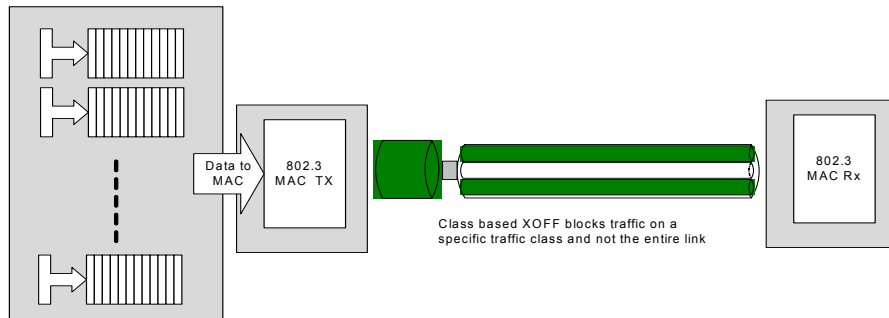 Data to
MAC
802.3
MAC TX
802.3
MAC Rx
Class based XOFF blocks traffic on a
specific traffic class and not the entire link